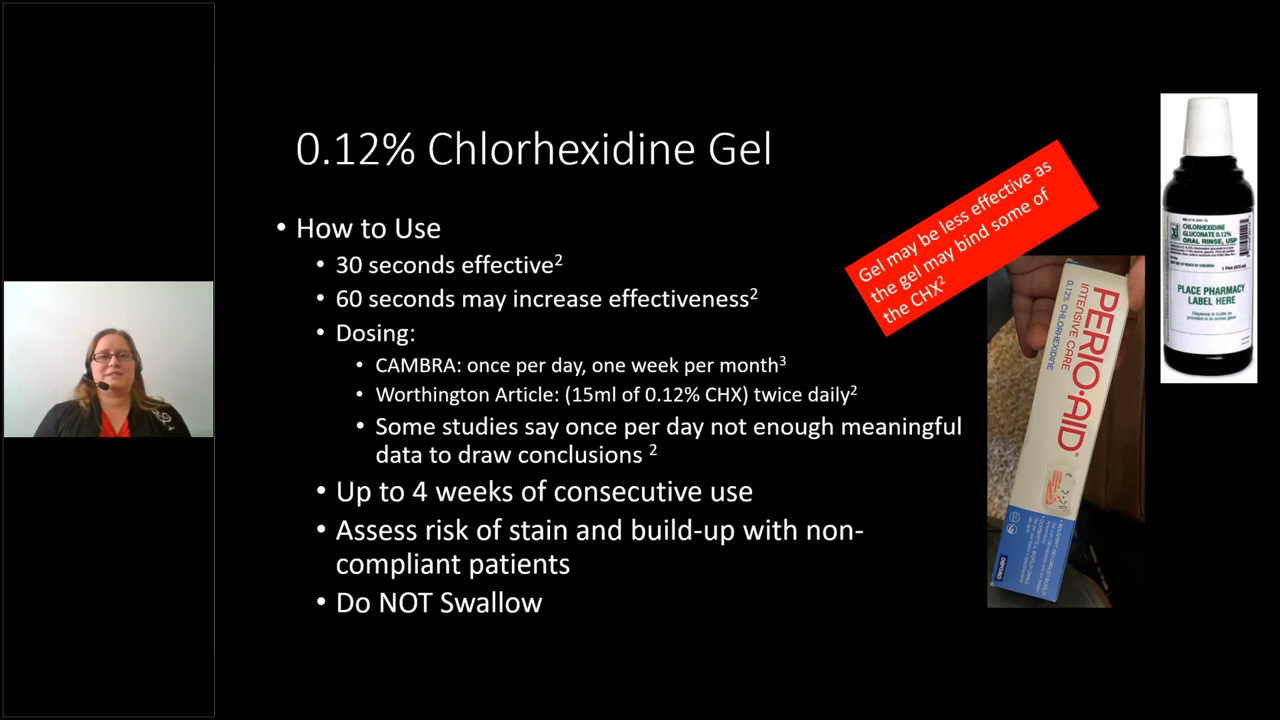 0.12% Chlorhexidine Gel
• How to Use
• 30 seconds effective2
• 60 seconds may increase effectiveness2
• Dosing:
• CAMBRA: once per day, one week per month3
• Worthington Article: (15ml of 0.12% CHX) twice daily2
• Some studies say once per day not enough meaningful
data to draw conclusions 2
• Up to 4 weeks of consecutive use
• Assess risk of stain and build-up with non-
compliant patients
• Do NOT Swallow
Gel may be less effective as
the gel may bind some of
the CHX2
PERIO·AID®
INTENSIVE CARE
0,12% CHLORHEXIDINE
CHLORHEXIDINE
GLUCONATE 0.12%
ORAL RINSE, USP
1 Pint (473 ml)
PLACE PHARMACY
LABEL HERE